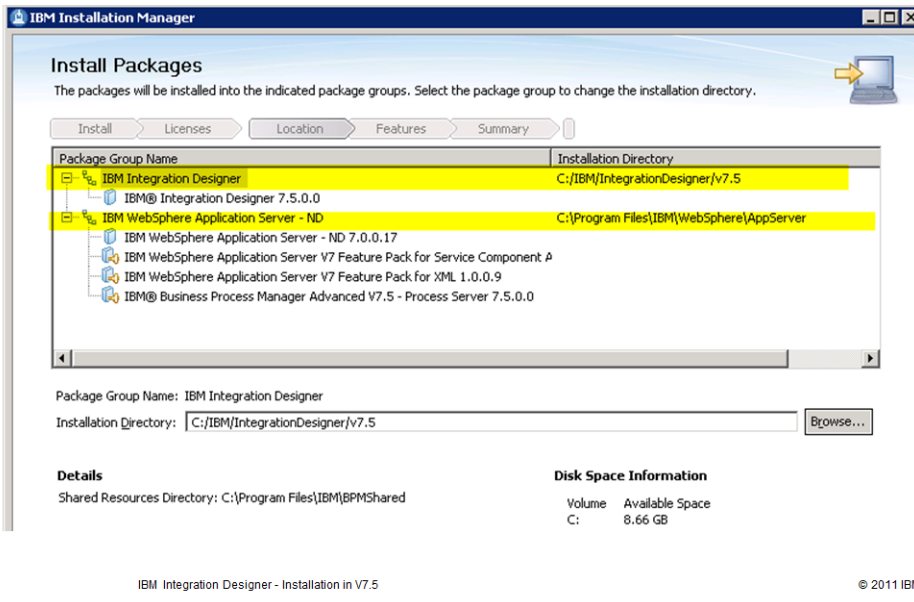 IBM Installation Manager
Install Packages
The packages will be installed into the indicated package groups. Select the package group to change the installation directory.
Install Licenses Location Features Summary
Package Group Name Installation Directory
IBM Integration Designer C:/IBM/IntegrationDesigner/v7.5
IBM® Integration Designer 7.5.0.0
IBM WebSphere Application Server - ND C:\Program Files\IBM\WebSphere\AppServer
IBM WebSphere Application Server - ND 7.0.0.17
IBM WebSphere Application Server V7 Feature Pack for Service Component A
IBM WebSphere Application Server V7 Feature Pack for XML 1.0.0.9
IBM® Business Process Manager Advanced V7.5 - Process Server 7.5.0.0
Package Group Name: IBM Integration Designer
Installation Directory: C:/IBM/IntegrationDesigner/v7.5 Browse...
Details Disk Space Information
Shared Resources Directory: C:\Program Files\IBM\BPMShared
Volume Available Space
C: 8.66 GB
IBM Integration Designer - Installation in V7.5 © 2011 IBM